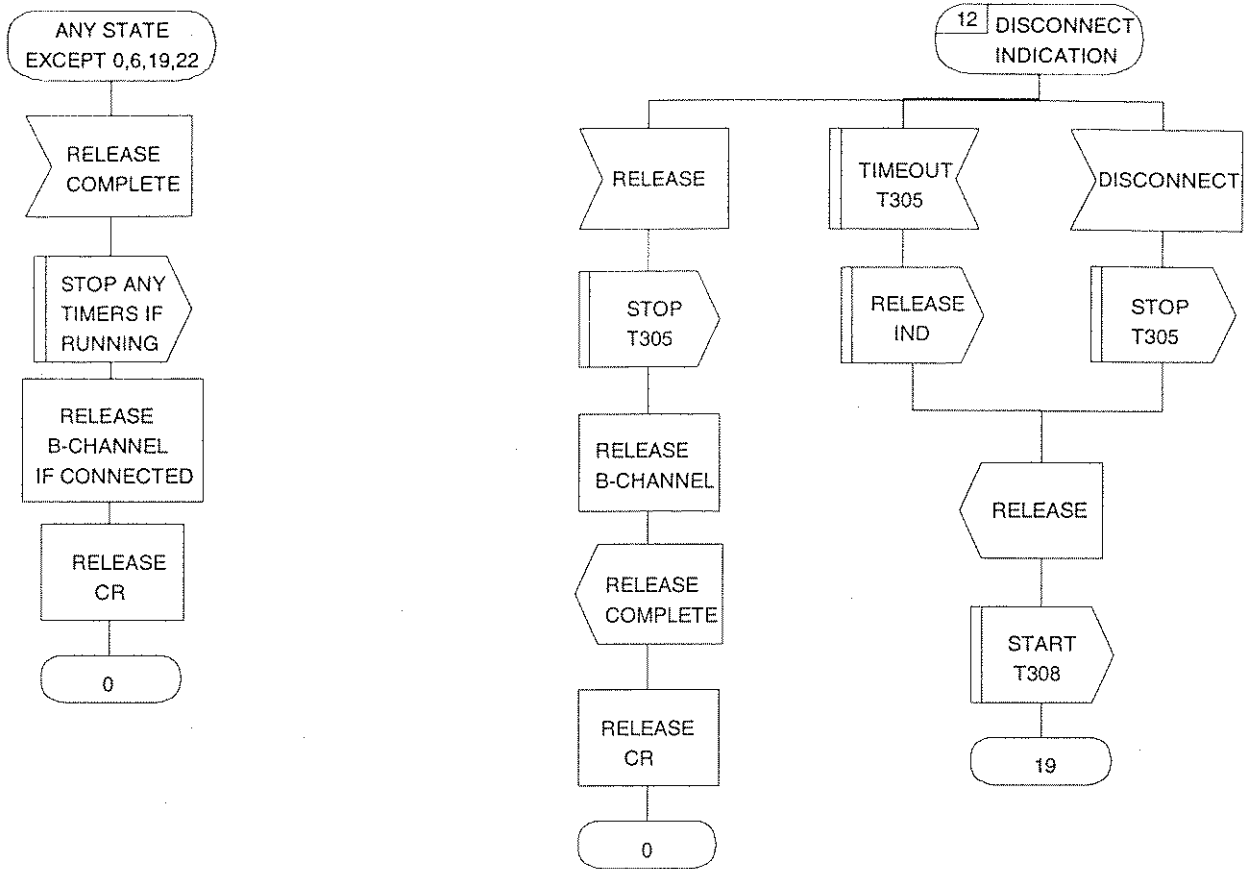 ANY STATE
EXCEPT 0,6,19,22
RELEASE
COMPLETE
STOP ANY
TIMERS IF
RUNNING
RELEASE
B-CHANNEL
IF CONNECTED
RELEASE
CR
0
12
DISCONNECT
INDICATION
RELEASE
STOP
T305
RELEASE
B-CHANNEL
RELEASE
COMPLETE
RELEASE
CR
0
TIMEOUT
T305
RELEASE
IND
DISCONNECT
STOP
T305
RELEASE
START
T308
19